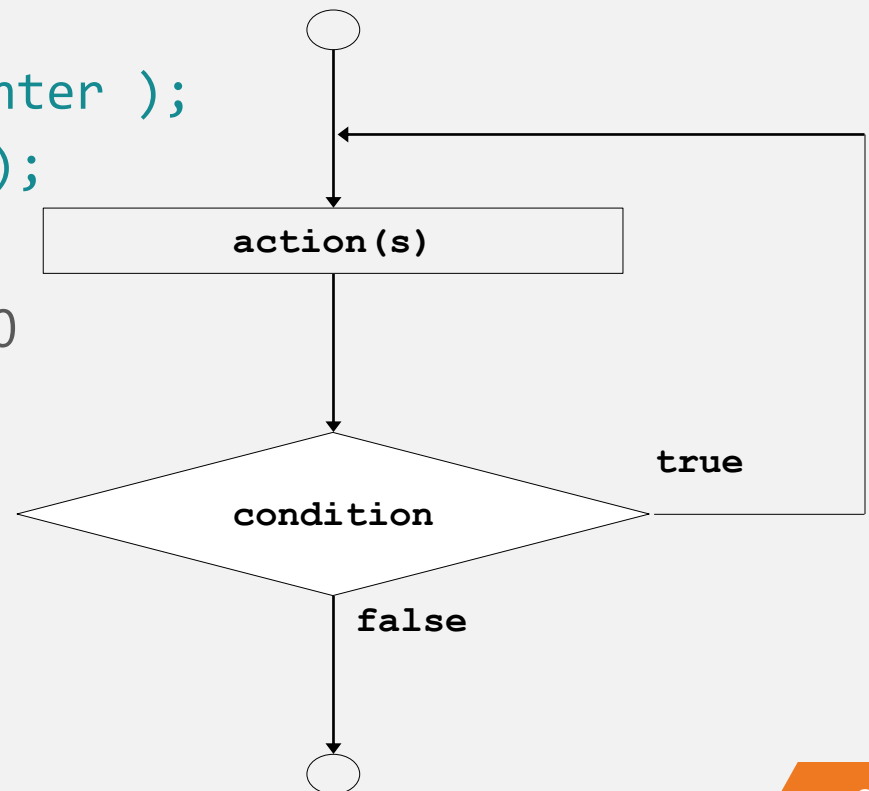 nter );
);
action(s)
0
true
condition
false